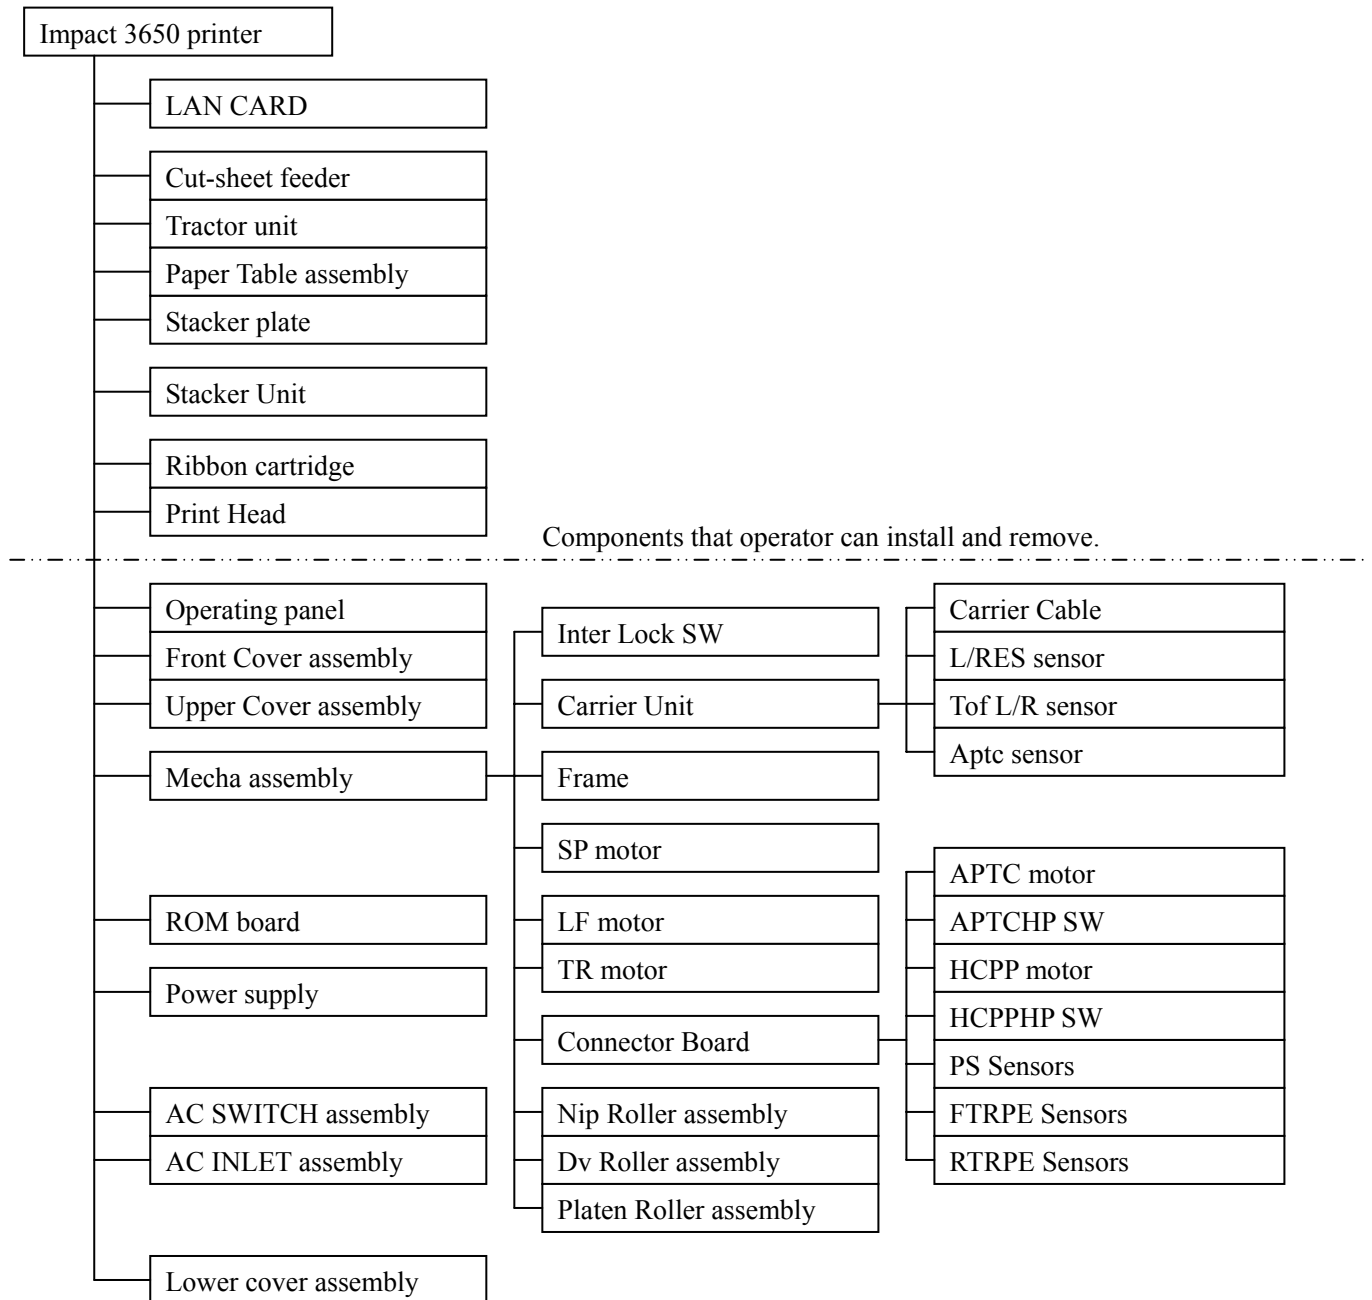 Impact 3650 printer
LAN CARD
Cut-sheet feeder
Tractor unit
Paper Table assembly
Stacker plate
Stacker Unit
Ribbon cartridge
Print Head
Components that operator can install and remove.
Operating panel
Front Cover assembly
Upper Cover assembly
Mecha assembly
ROM board
Power supply
AC SWITCH assembly
AC INLET assembly
Lower cover assembly
Inter Lock SW
Carrier Unit
Frame
SP motor
LF motor
TR motor
Connector Board
Nip Roller assembly
Dv Roller assembly
Platen Roller assembly
Carrier Cable
L/RES sensor
Tof L/R sensor
Aptc sensor
APTC motor
APTCHP SW
HCPP motor
HCPPHP SW
PS Sensors
FTRPE Sensors
RTRPE Sensors